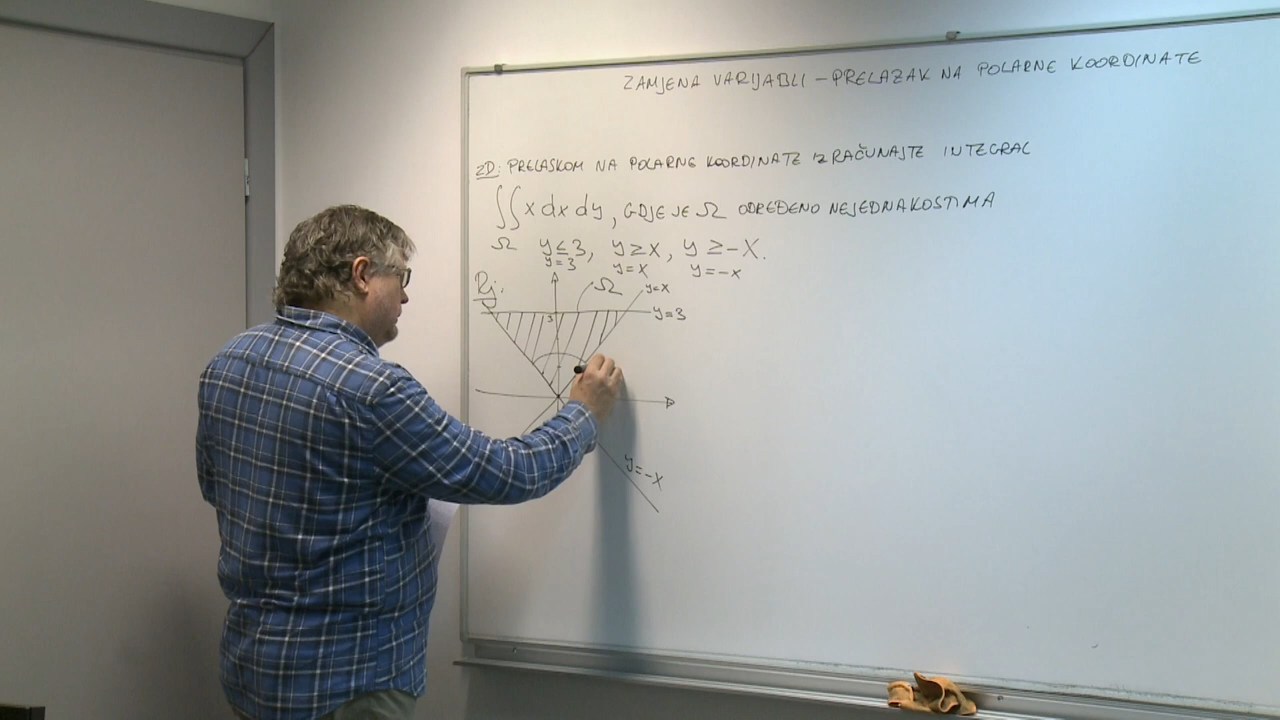 ZAMJENA VARIJABLI – PRELAZAK NA POLARNE KOORDINATE
ZD: PRELASKOM NA POLARNE KOORDINATE IZRAČUNAJTE INTEGRAL
∬ x dx dy, GDJE JE Ω ODREĐENO NEJEDNAKOSTIMA
Ω y ≤ 3, y ≥ x, y ≥ -x.
y = 3 y = x y = -x
Rj.
Ω
y=x
3
y=3
y=-x